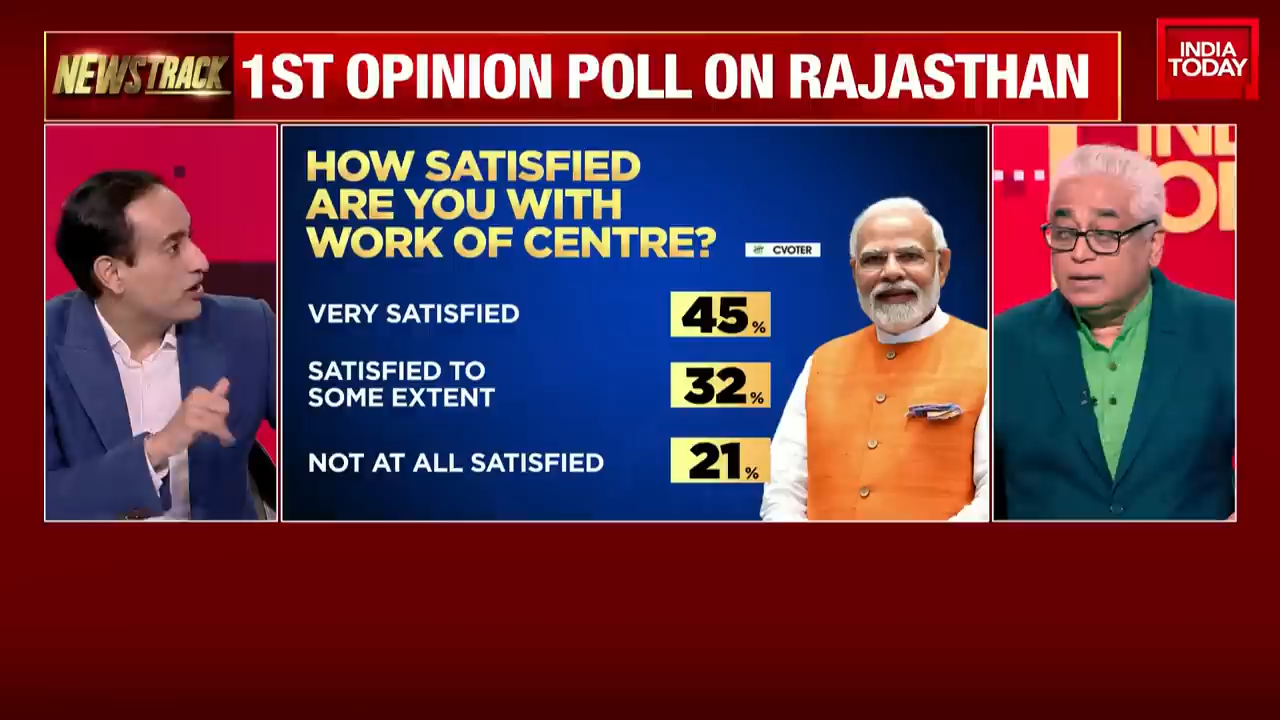 NEWSTRACK
1ST OPINION POLL ON RAJASTHAN
INDIA
TODAY
HOW SATISFIED
ARE YOU WITH
WORK OF CENTRE?
CVOTER
VERY SATISFIED
45%
SATISFIED TO
SOME EXTENT
32%
NOT AT ALL SATISFIED
21%